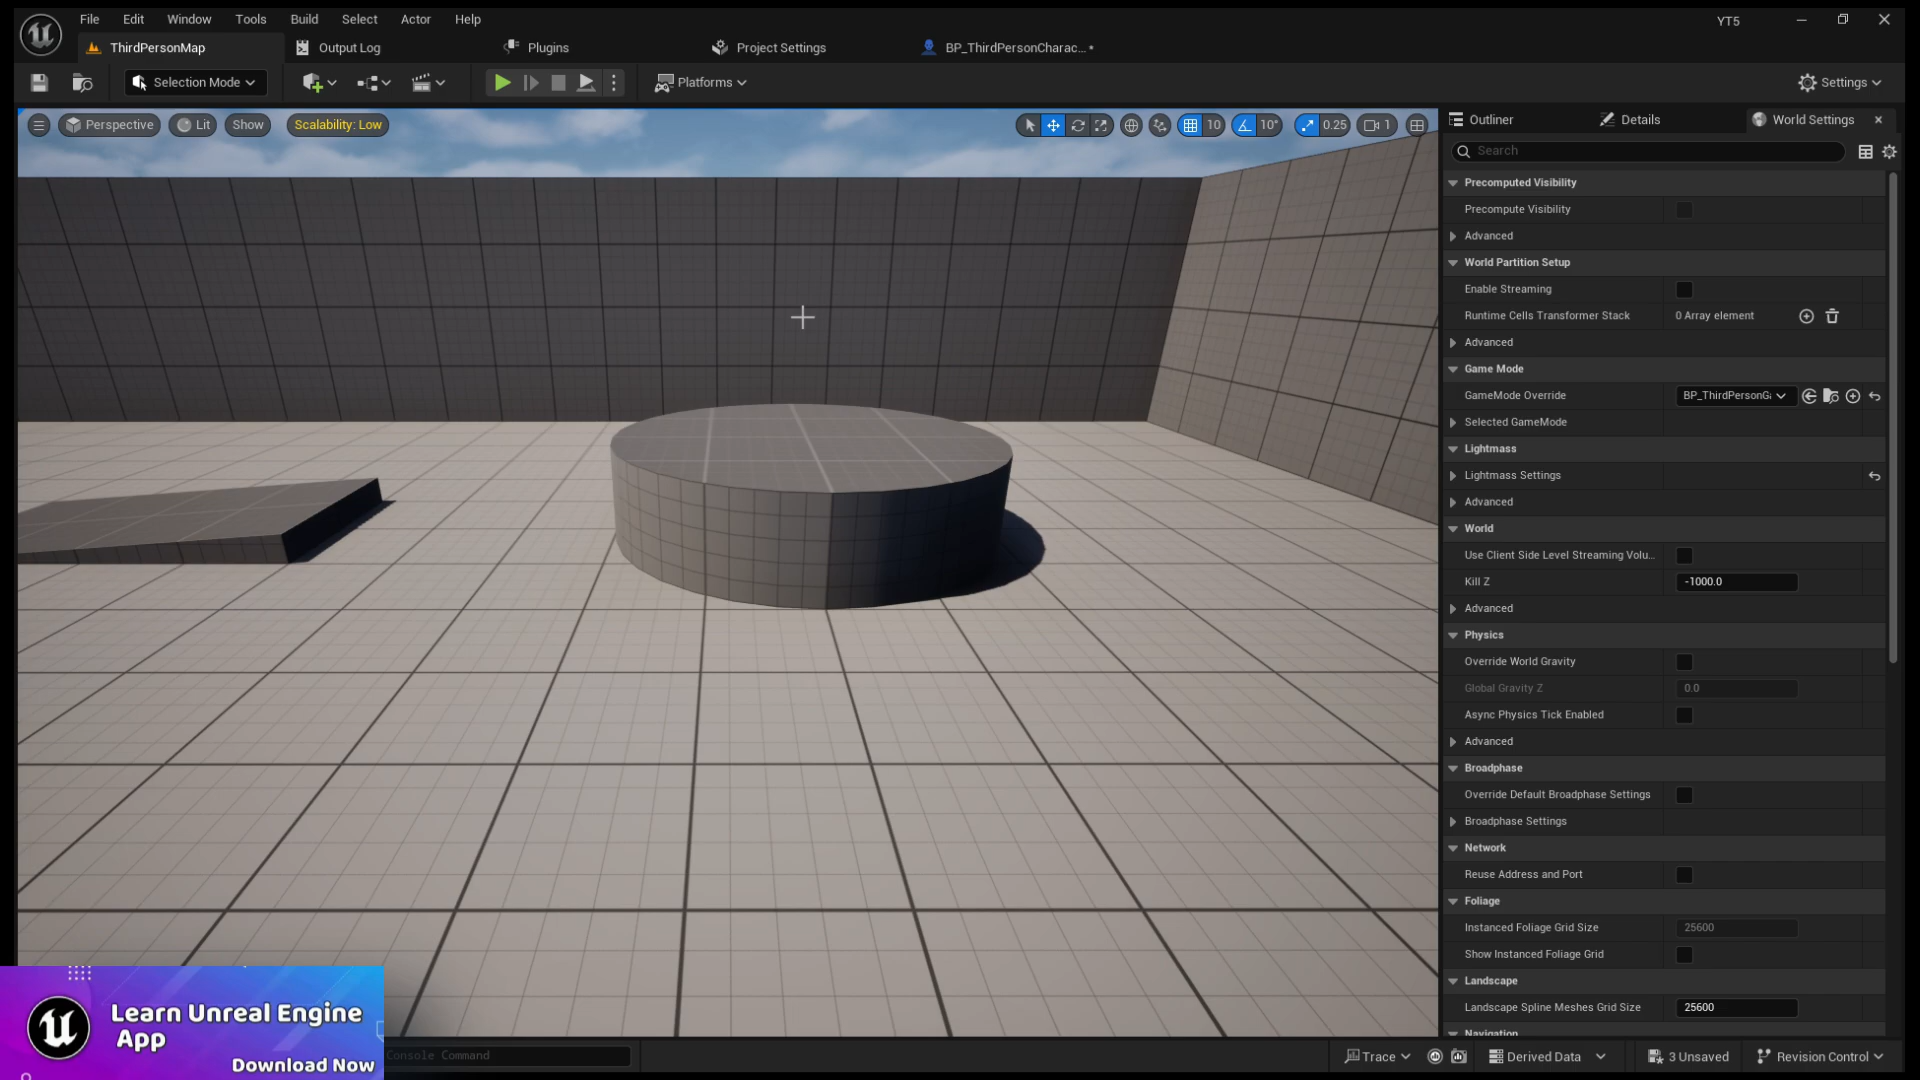 File Edit Window Tools Build Select Actor Help
YT5
ThirdPersonMap Output Log Plugins Project Settings BP_ThirdPersonCharac... •
Selection Mode Platforms Settings
Perspective Lit Show Scalability: Low 10 10° 0.25 1
Outliner Details World Settings
Search
Precomputed Visibility
Precompute Visibility
Advanced
World Partition Setup
Enable Streaming
Runtime Cells Transformer Stack 0 Array element
Advanced
Game Mode
GameMode Override BP_ThirdPersonGa
Selected GameMode
Lightmass
Lightmass Settings
Advanced
World
Use Client Side Level Streaming Volu...
Kill Z -1000.0
Advanced
Physics
Override World Gravity
Global Gravity Z 0.0
Async Physics Tick Enabled
Advanced
Broadphase
Override Default Broadphase Settings
Broadphase Settings
Network
Reuse Address and Port
Foliage
Instanced Foliage Grid Size 25600
Show Instanced Foliage Grid
Landscape
Landscape Spline Meshes Grid Size 25600
Navigation
Learn Unreal Engine
App
Download Now
Console Command
Trace Derived Data 3 Unsaved Revision Control